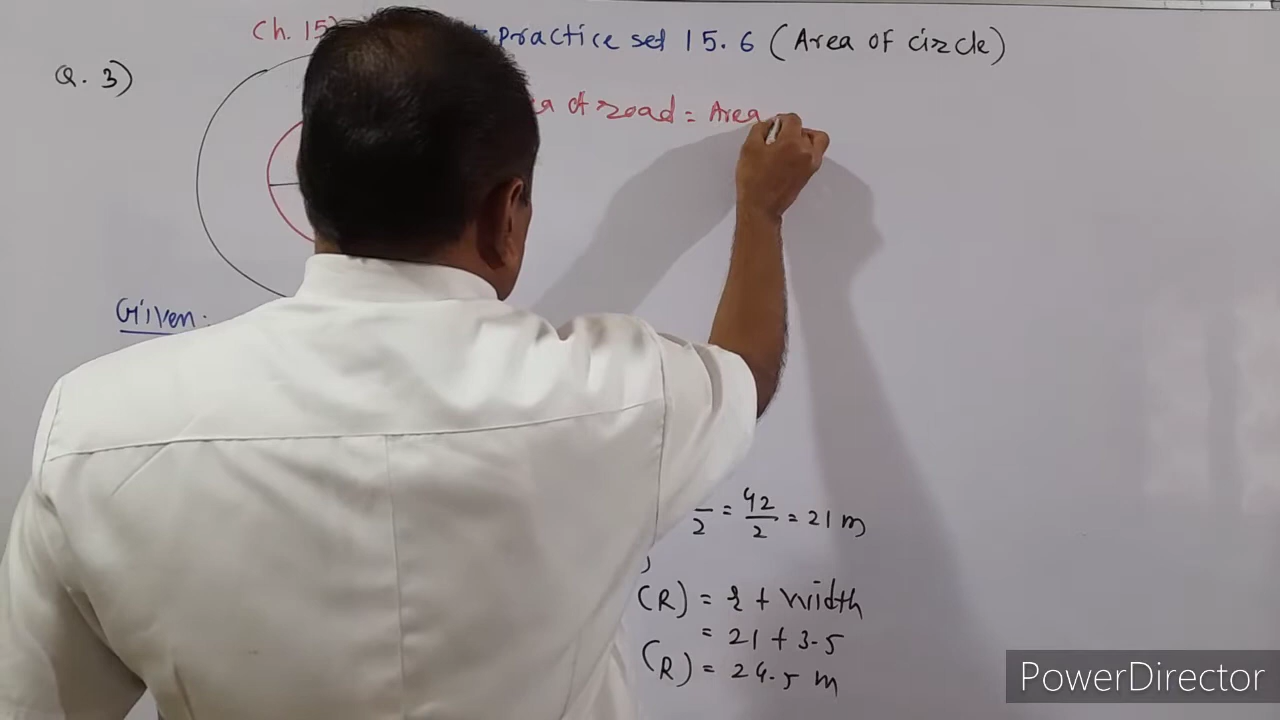 Ch. 15) practice set 15.6 (Area of circle)
Q. 3)
of road = Area
Given:
2 = 42/2 = 21 m
(R) = r + width
= 21 + 3.5
(R) = 24.5 m
PowerDirector